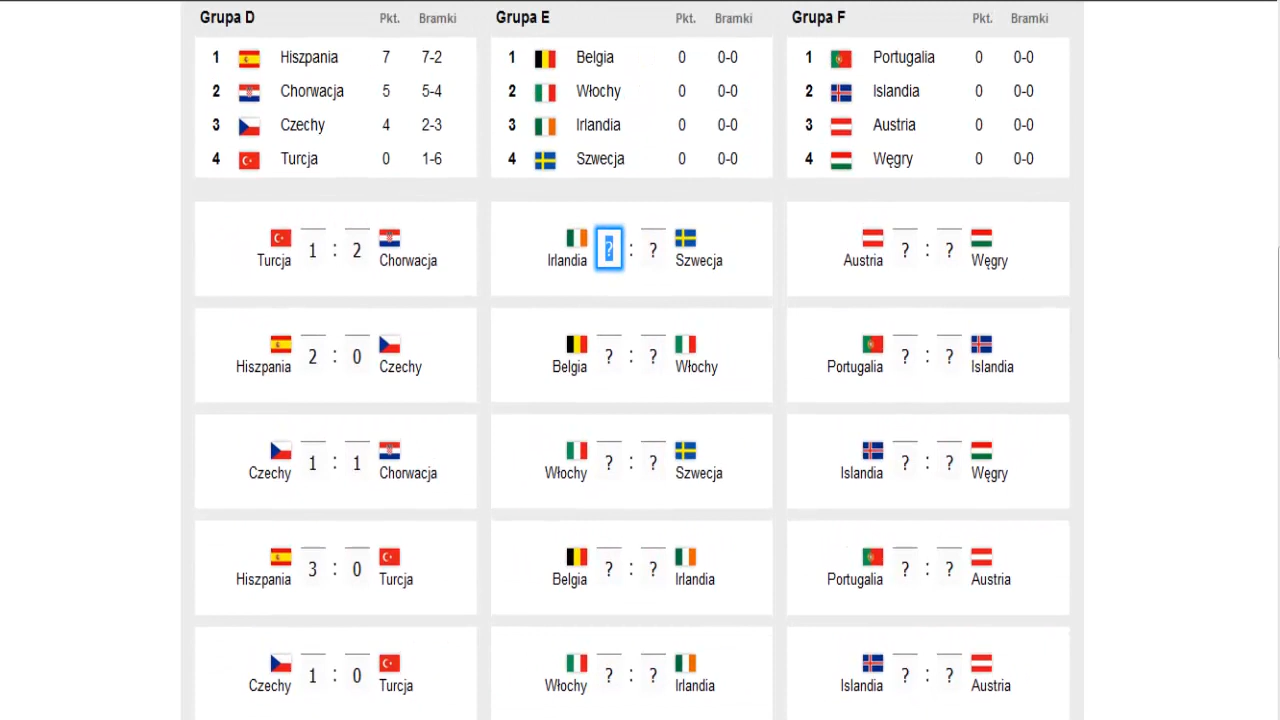 Grupa D Pkt. Bramki
1 Hiszpania 7 7-2
2 Chorwacja 5 5-4
3 Czechy 4 2-3
4 Turcja 0 1-6
Turcja 1 : 2 Chorwacja
Hiszpania 2 : 0 Czechy
Czechy 1 : 1 Chorwacja
Hiszpania 3 : 0 Turcja
Czechy 1 : 0 Turcja
Grupa E Pkt. Bramki
1 Belgia 0 0-0
2 Włochy 0 0-0
3 Irlandia 0 0-0
4 Szwecja 0 0-0
Irlandia ? : ? Szwecja
Belgia ? : ? Włochy
Włochy ? : ? Szwecja
Belgia ? : ? Irlandia
Włochy ? : ? Irlandia
Grupa F Pkt. Bramki
1 Portugalia 0 0-0
2 Islandia 0 0-0
3 Austria 0 0-0
4 Węgry 0 0-0
Austria ? : ? Węgry
Portugalia ? : ? Islandia
Islandia ? : ? Węgry
Portugalia ? : ? Austria
Islandia ? : ? Austria